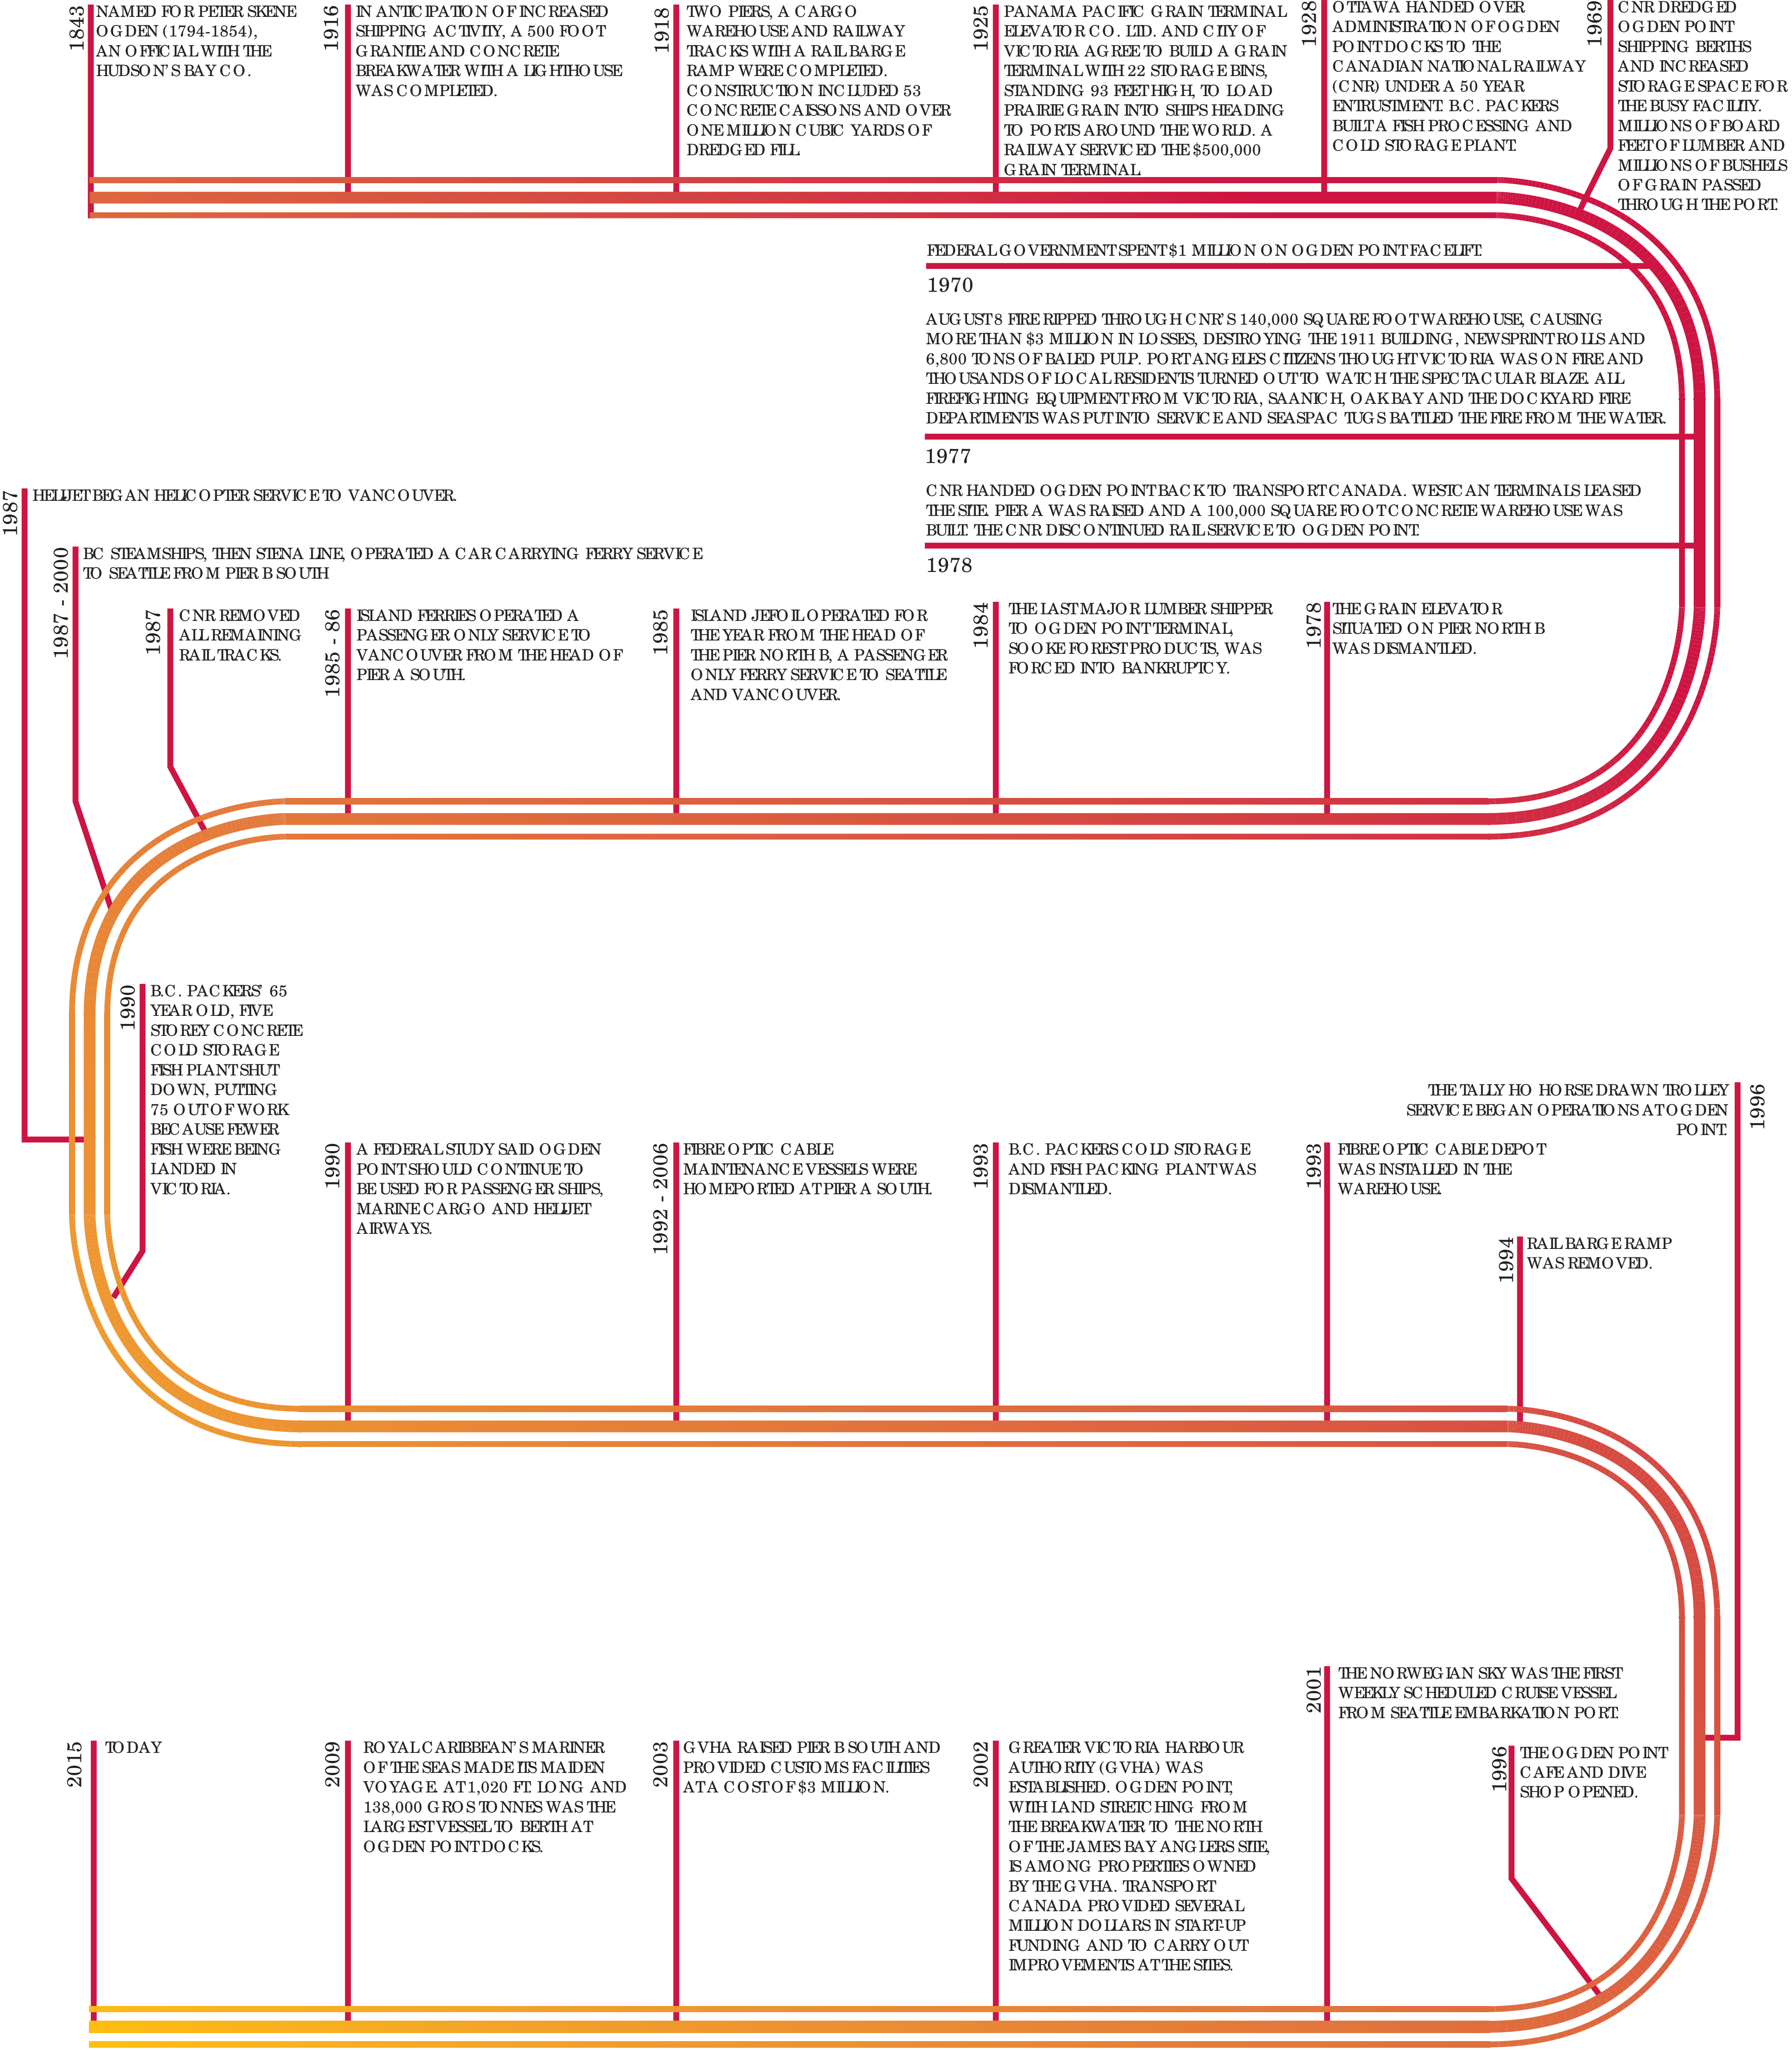 1843
NAMED FOR PETER SKENE
OGDEN (1794-1854),
AN OFFICIAL WITH THE
HUDSON'S BAY CO.
1916
IN ANTICIPATION OF INCREASED
SHIPPING ACTIVITY, A 500 FOOT
GRANITE AND CONCRETE
BREAKWATER WITH A LIGHTHOUSE
WAS COMPLETED.
1918
TWO PIERS, A CARGO
WAREHOUSE AND RAILWAY
TRACKS WITH A RAIL BARGE
RAMP WERE COMPLETED.
CONSTRUCTION INCLUDED 53
CONCRETE CAISSONS AND OVER
ONE MILLION CUBIC YARDS OF
DREDGED FILL
1925
PANAMA PACIFIC GRAIN TERMINAL
ELEVATOR CO. LTD. AND CITY OF
VICTORIA AGREE TO BUILD A GRAIN
TERMINAL WITH 22 STORAGE BINS,
STANDING 93 FEET HIGH, TO LOAD
PRAIRIE GRAIN INTO SHIPS HEADING
TO PORTS AROUND THE WORLD. A
RAILWAY SERVICED THE $500,000
GRAIN TERMINAL
1928
OTTAWA HANDED OVER
ADMINISTRATION OF OGDEN
POINT DOCKS TO THE
CANADIAN NATIONAL RAILWAY
(CNR) UNDER A 50 YEAR
ENTRUSTMENT. B.C. PACKERS
BUILT A FISH PROCESSING AND
COLD STORAGE PLANT.
1969
CNR DREDGED
OGDEN POINT
SHIPPING BERTHS
AND INCREASED
STORAGE SPACE FOR
THE BUSY FACILITY.
MILLIONS OF BOARD
FEET OF LUMBER AND
MILLIONS OF BUSHELS
OF GRAIN PASSED
THROUGH THE PORT.
FEDERAL GOVERNMENT SPENT $1 MILLION ON OGDEN POINT FACELIFT.
1970
AUGUST 8 FIRE RIPPED THROUGH CNR'S 140,000 SQUARE FOOT WAREHOUSE, CAUSING
MORE THAN $3 MILLION IN LOSSES, DESTROYING THE 1911 BUILDING, NEWSPRINT ROLLS AND
6,800 TONS OF BALED PULP. PORT ANGELES CITIZENS THOUGHT VICTORIA WAS ON FIRE AND
THOUSANDS OF LOCAL RESIDENTS TURNED OUT TO WATCH THE SPECTACULAR BLAZE. ALL
FIREFIGHTING EQUIPMENT FROM VICTORIA, SAANICH, OAK BAY AND THE DOCKYARD FIRE
DEPARTMENTS WAS PUT INTO SERVICE AND SEASPAC TUGS BATTLED THE FIRE FROM THE WATER.
1977
CNR HANDED OGDEN POINT BACK TO TRANSPORT CANADA. WESTCAN TERMINALS LEASED
THE SITE. PIER A WAS RAISED AND A 100,000 SQUARE FOOT CONCRETE WAREHOUSE WAS
BUILT. THE CNR DISCONTINUED RAIL SERVICE TO OGDEN POINT.
1978
1978
THE GRAIN ELEVATOR
SITUATED ON PIER NORTH B
WAS DISMANTLED.
1984
THE LAST MAJOR LUMBER SHIPPER
TO OGDEN POINT TERMINAL,
SOOKE FOREST PRODUCTS, WAS
FORCED INTO BANKRUPTCY.
1985
ISLAND JEFOIL OPERATED FOR
THE YEAR FROM THE HEAD OF
THE PIER NORTH B, A PASSENGER
ONLY FERRY SERVICE TO SEATTLE
AND VANCOUVER.
1985 - 86
ISLAND FERRIES OPERATED A
PASSENGER ONLY SERVICE TO
VANCOUVER FROM THE HEAD OF
PIER A SOUTH.
1987
CNR REMOVED
ALL REMAINING
RAIL TRACKS.
1987 - 2000
BC STEAMSHIPS, THEN STENA LINE, OPERATED A CAR CARRYING FERRY SERVICE
TO SEATTLE FROM PIER B SOUTH
1987
HELIJET BEGAN HELICOPTER SERVICE TO VANCOUVER.
1990
B.C. PACKERS' 65
YEAR OLD, FIVE
STOREY CONCRETE
COLD STORAGE
FISH PLANT SHUT
DOWN, PUTTING
75 OUT OF WORK
BECAUSE FEWER
FISH WERE BEING
LANDED IN
VICTORIA.
1990
A FEDERAL STUDY SAID OGDEN
POINT SHOULD CONTINUE TO
BE USED FOR PASSENGER SHIPS,
MARINE CARGO AND HELIJET
AIRWAYS.
1992 - 2006
FIBRE OPTIC CABLE
MAINTENANCE VESSELS WERE
HOMEPORTED AT PIER A SOUTH.
1993
B.C. PACKERS COLD STORAGE
AND FISH PACKING PLANT WAS
DISMANTLED.
1993
FIBRE OPTIC CABLE DEPOT
WAS INSTALLED IN THE
WAREHOUSE.
1994
RAIL BARGE RAMP
WAS REMOVED.
THE TALLY HO HORSE DRAWN TROLLEY
SERVICE BEGAN OPERATIONS AT OGDEN
POINT.
1996
1996
THE OGDEN POINT
CAFE AND DIVE
SHOP OPENED.
2001
THE NORWEGIAN SKY WAS THE FIRST
WEEKLY SCHEDULED CRUISE VESSEL
FROM SEATTLE EMBARKATION PORT.
2002
GREATER VICTORIA HARBOUR
AUTHORITY (GVHA) WAS
ESTABLISHED. OGDEN POINT,
WITH LAND STRETCHING FROM
THE BREAKWATER TO THE NORTH
OF THE JAMES BAY ANGLERS SITE,
IS AMONG PROPERTIES OWNED
BY THE GVHA. TRANSPORT
CANADA PROVIDED SEVERAL
MILLION DOLLARS IN START-UP
FUNDING AND TO CARRY OUT
IMPROVEMENTS AT THE SITES.
2003
GVHA RAISED PIER B SOUTH AND
PROVIDED CUSTOMS FACILITIES
AT A COST OF $3 MILLION.
2009
ROYAL CARIBBEAN'S MARINER
OF THE SEAS MADE ITS MAIDEN
VOYAGE. AT 1,020 FT. LONG AND
138,000 GROS TONNES WAS THE
LARGEST VESSEL TO BERTH AT
OGDEN POINT DOCKS.
2015
TODAY